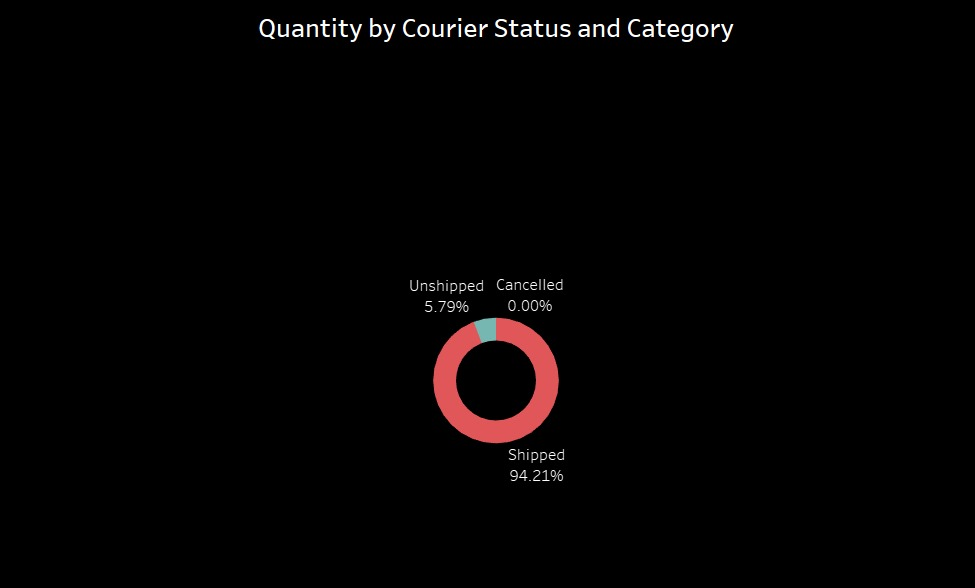 Quantity by Courier Status and Category
Unshipped
5.79%
Cancelled
0.00%
Shipped
94.21%